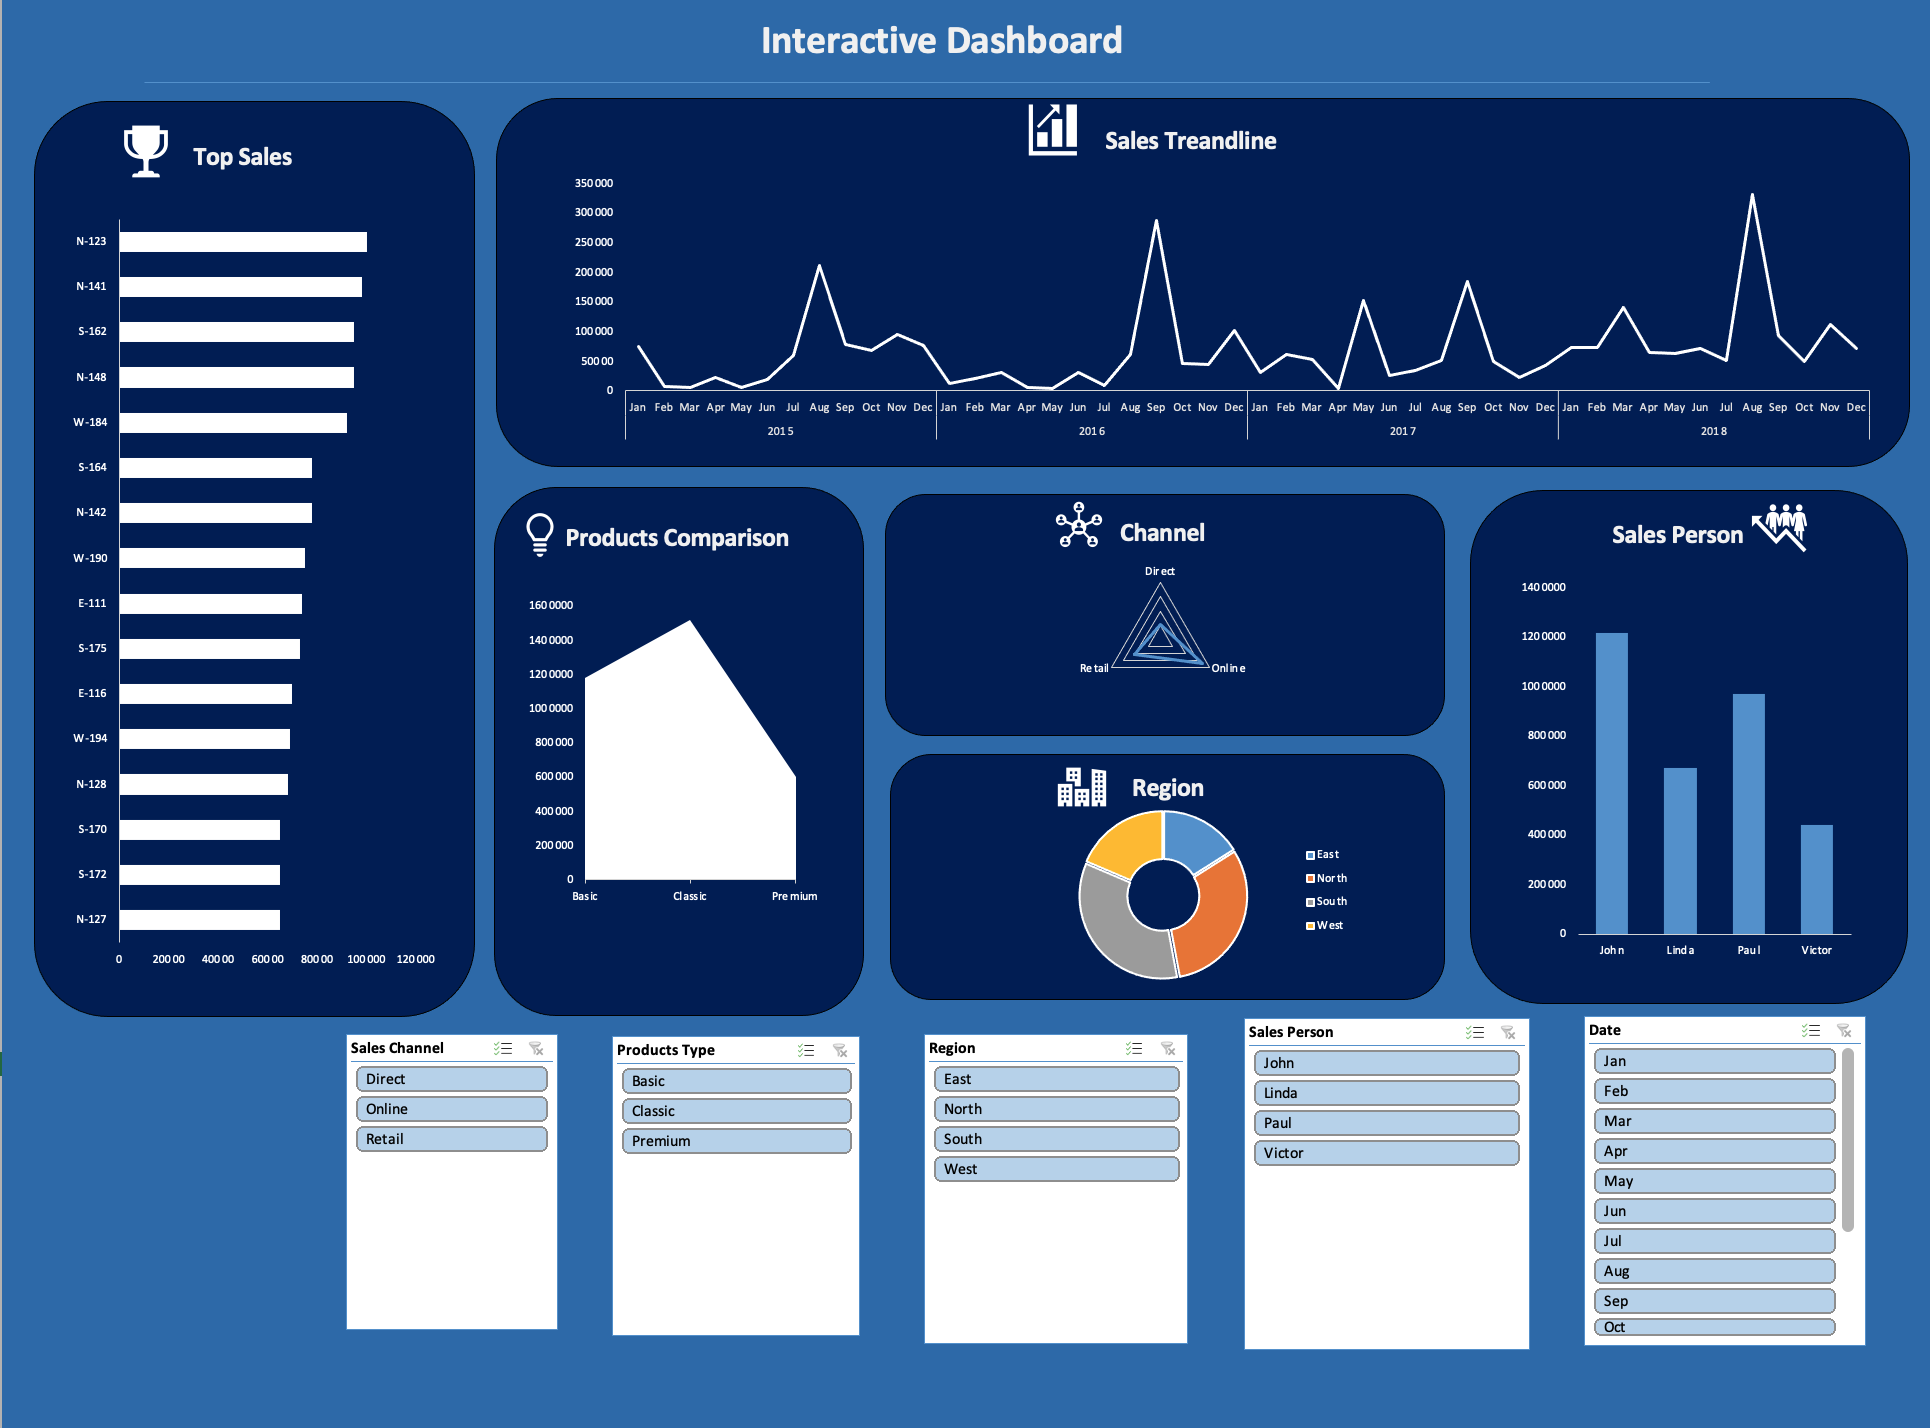 Interactive Dashboard
Top Sales
N-123
N-141
S-162
N-148
W-184
S-164
N-142
W-190
E-111
S-175
E-116
W-194
N-128
S-170
S-172
N-127
0 20000 40000 60000 80000 100000 120000
Sales Treandline
350000
300000
250000
200000
150000
100000
50000
0
Jan Feb Mar Apr May Jun Jul Aug Sep Oct Nov Dec Jan Feb Mar Apr May Jun Jul Aug Sep Oct Nov Dec Jan Feb Mar Apr May Jun Jul Aug Sep Oct Nov Dec Jan Feb Mar Apr May Jun Jul Aug Sep Oct Nov Dec
2015 2016 2017 2018
Products Comparison
1600000
1400000
1200000
1000000
800000
600000
400000
200000
0
Basic Classic Premium
Channel
Direct
Retail Online
Region
East
North
South
West
Sales Person
1400000
1200000
1000000
800000
600000
400000
200000
0
John Linda Paul Victor
Sales Channel
Direct
Online
Retail
Products Type
Basic
Classic
Premium
Region
East
North
South
West
Sales Person
John
Linda
Paul
Victor
Date
Jan
Feb
Mar
Apr
May
Jun
Jul
Aug
Sep
Oct